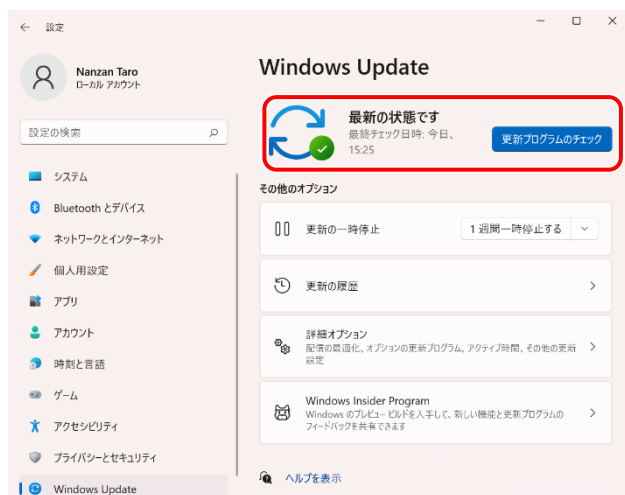 設定
Nanzan Taro
ローカル アカウント
設定の検索
システム
Bluetooth とデバイス
ネットワークとインターネット
個人用設定
アプリ
アカウント
時刻と言語
ゲーム
アクセシビリティ
プライバシーとセキュリティ
Windows Update
Windows Update
最新の状態です
最終チェック日時: 今日、
15:25
更新プログラムのチェック
その他のオプション
更新の一時停止
1 週間一時停止する
更新の履歴
詳細オプション
配信の最適化、オプションの更新プログラム、アクティブ時間、その他の更新
設定
Windows Insider Program
Windows のプレビュー ビルドを入手して、新しい機能と更新プログラムの
フィードバックを共有できます
ヘルプを表示